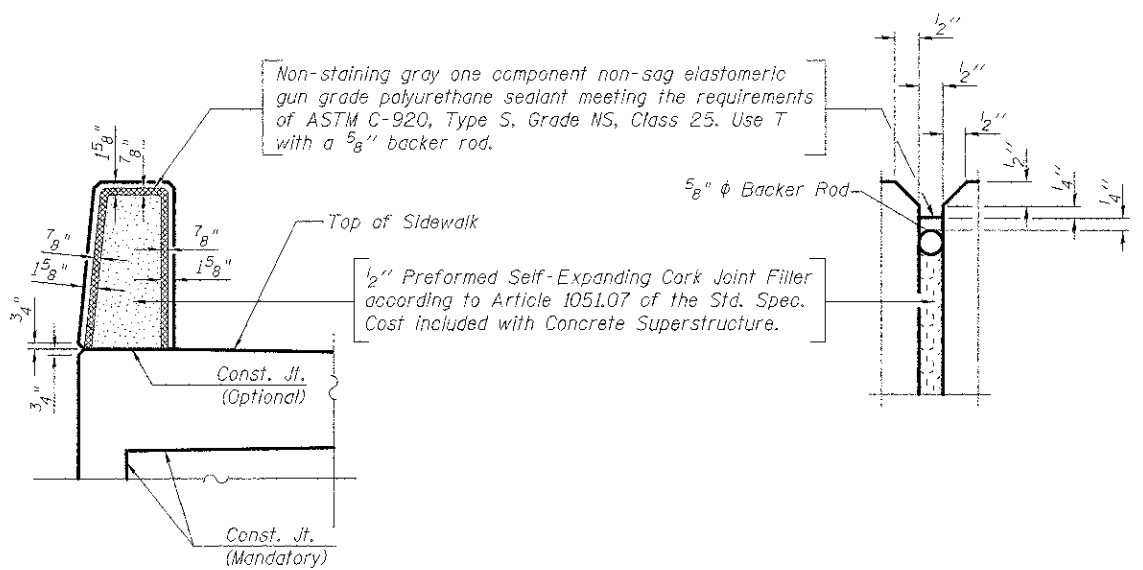 Non-staining gray one component non-sag elastomeric
gun grade polyurethane sealant meeting the requirements
of ASTM C-920, Type S, Grade NS, Class 25. Use T
with a 5/8" backer rod.
1/2"
1/2"
1/2"
1/2"
1/4"
1/4"
5/8" ϕ Backer Rod
1 5/8"
7/8"
Top of Sidewalk
7/8"
1 5/8"
7/8"
1 5/8"
1/2" Preformed Self-Expanding Cork Joint Filler
according to Article 1051.07 of the Std. Spec.
Cost included with Concrete Superstructure.
3/4"
3/4"
Const. Jt.
(Optional)
Const. Jt.
(Mandatory)